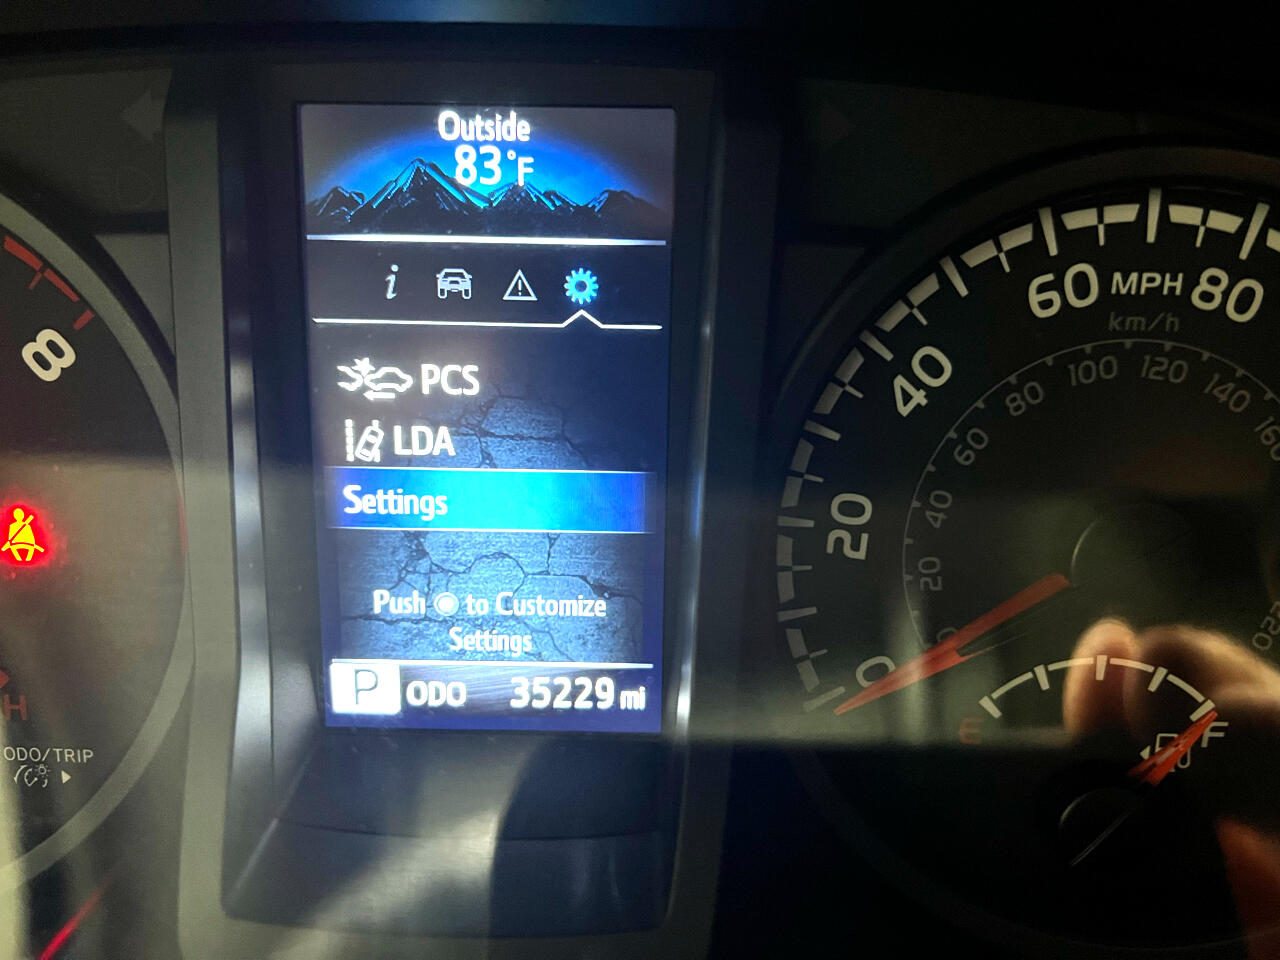 Outside
83°F
i
PCS
LDA
Settings
Push to Customize
Settings
P ODO 35229 mi
8
H
ODO/TRIP
0
20
40
60
MPH
80
km/h
20
40
60
80
100
120
140
E
F